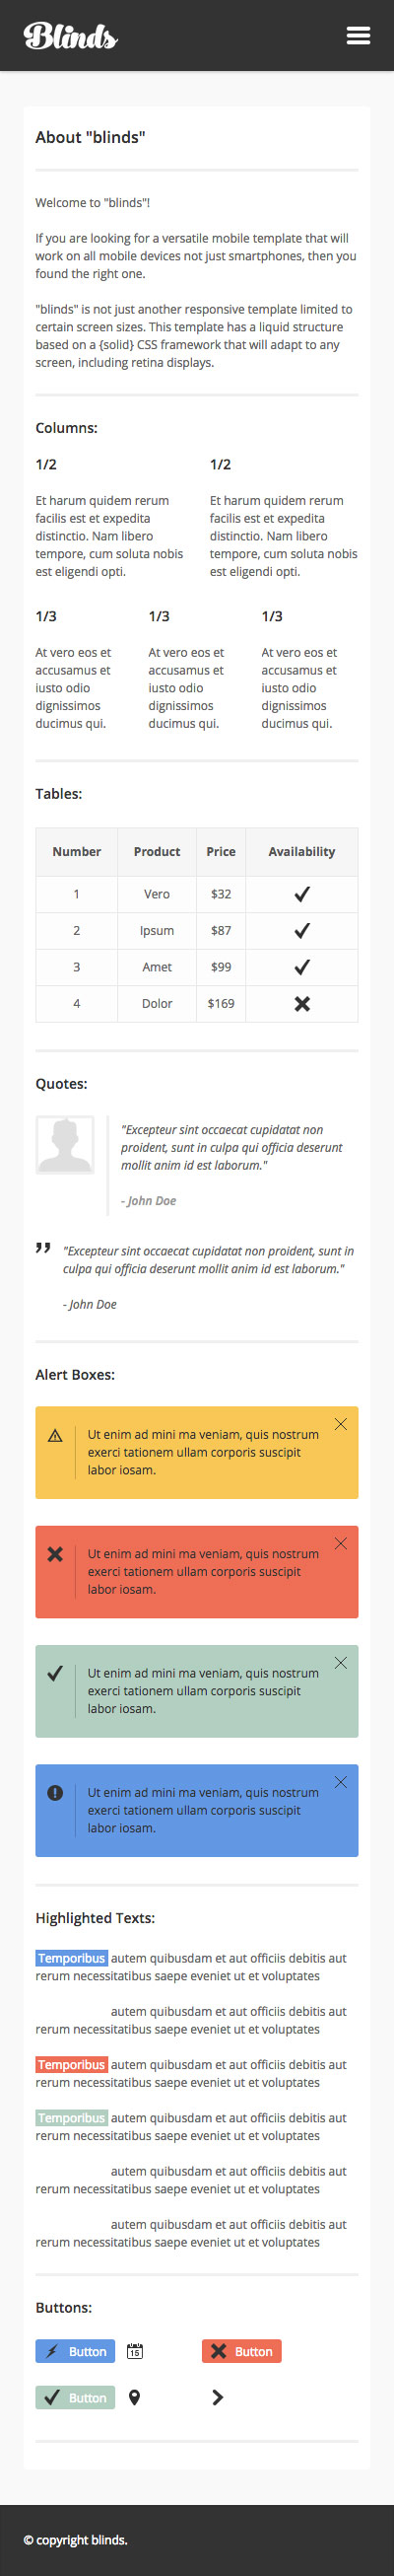 Blinds
About "blinds"
Welcome to "blinds"!
If you are looking for a versatile mobile template that will
work on all mobile devices not just smartphones, then you
found the right one.
"blinds" is not just another responsive template limited to
certain screen sizes. This template has a liquid structure
based on a {solid} CSS framework that will adapt to any
screen, including retina displays.
Columns:
1/2
Et harum quidem rerum
facilis est et expedita
distinctio. Nam libero
tempore, cum soluta nobis
est eligendi opti.
1/2
Et harum quidem rerum
facilis est et expedita
distinctio. Nam libero
tempore, cum soluta nobis
est eligendi opti.
1/3
At vero eos et
accusamus et
iusto odio
dignissimos
ducimus qui.
1/3
At vero eos et
accusamus et
iusto odio
dignissimos
ducimus qui.
1/3
At vero eos et
accusamus et
iusto odio
dignissimos
ducimus qui.
Tables:
Number Product Price Availability
1 Vero $32
2 Ipsum $87
3 Amet $99
4 Dolor $169
Quotes:
"Excepteur sint occaecat cupidatat non
proident, sunt in culpa qui officia deserunt
mollit anim id est laborum."
- John Doe
"Excepteur sint occaecat cupidatat non proident, sunt in
culpa qui officia deserunt mollit anim id est laborum."
- John Doe
Alert Boxes:
Ut enim ad mini ma veniam, quis nostrum
exerci tationem ullam corporis suscipit
labor iosam.
Ut enim ad mini ma veniam, quis nostrum
exerci tationem ullam corporis suscipit
labor iosam.
Ut enim ad mini ma veniam, quis nostrum
exerci tationem ullam corporis suscipit
labor iosam.
Ut enim ad mini ma veniam, quis nostrum
exerci tationem ullam corporis suscipit
labor iosam.
Highlighted Texts:
Temporibus autem quibusdam et aut officiis debitis aut
rerum necessitatibus saepe eveniet ut et voluptates
autem quibusdam et aut officiis debitis aut
rerum necessitatibus saepe eveniet ut et voluptates
Temporibus autem quibusdam et aut officiis debitis aut
rerum necessitatibus saepe eveniet ut et voluptates
Temporibus autem quibusdam et aut officiis debitis aut
rerum necessitatibus saepe eveniet ut et voluptates
autem quibusdam et aut officiis debitis aut
rerum necessitatibus saepe eveniet ut et voluptates
autem quibusdam et aut officiis debitis aut
rerum necessitatibus saepe eveniet ut et voluptates
Buttons:
Button 15 Button
Button
© copyright blinds.